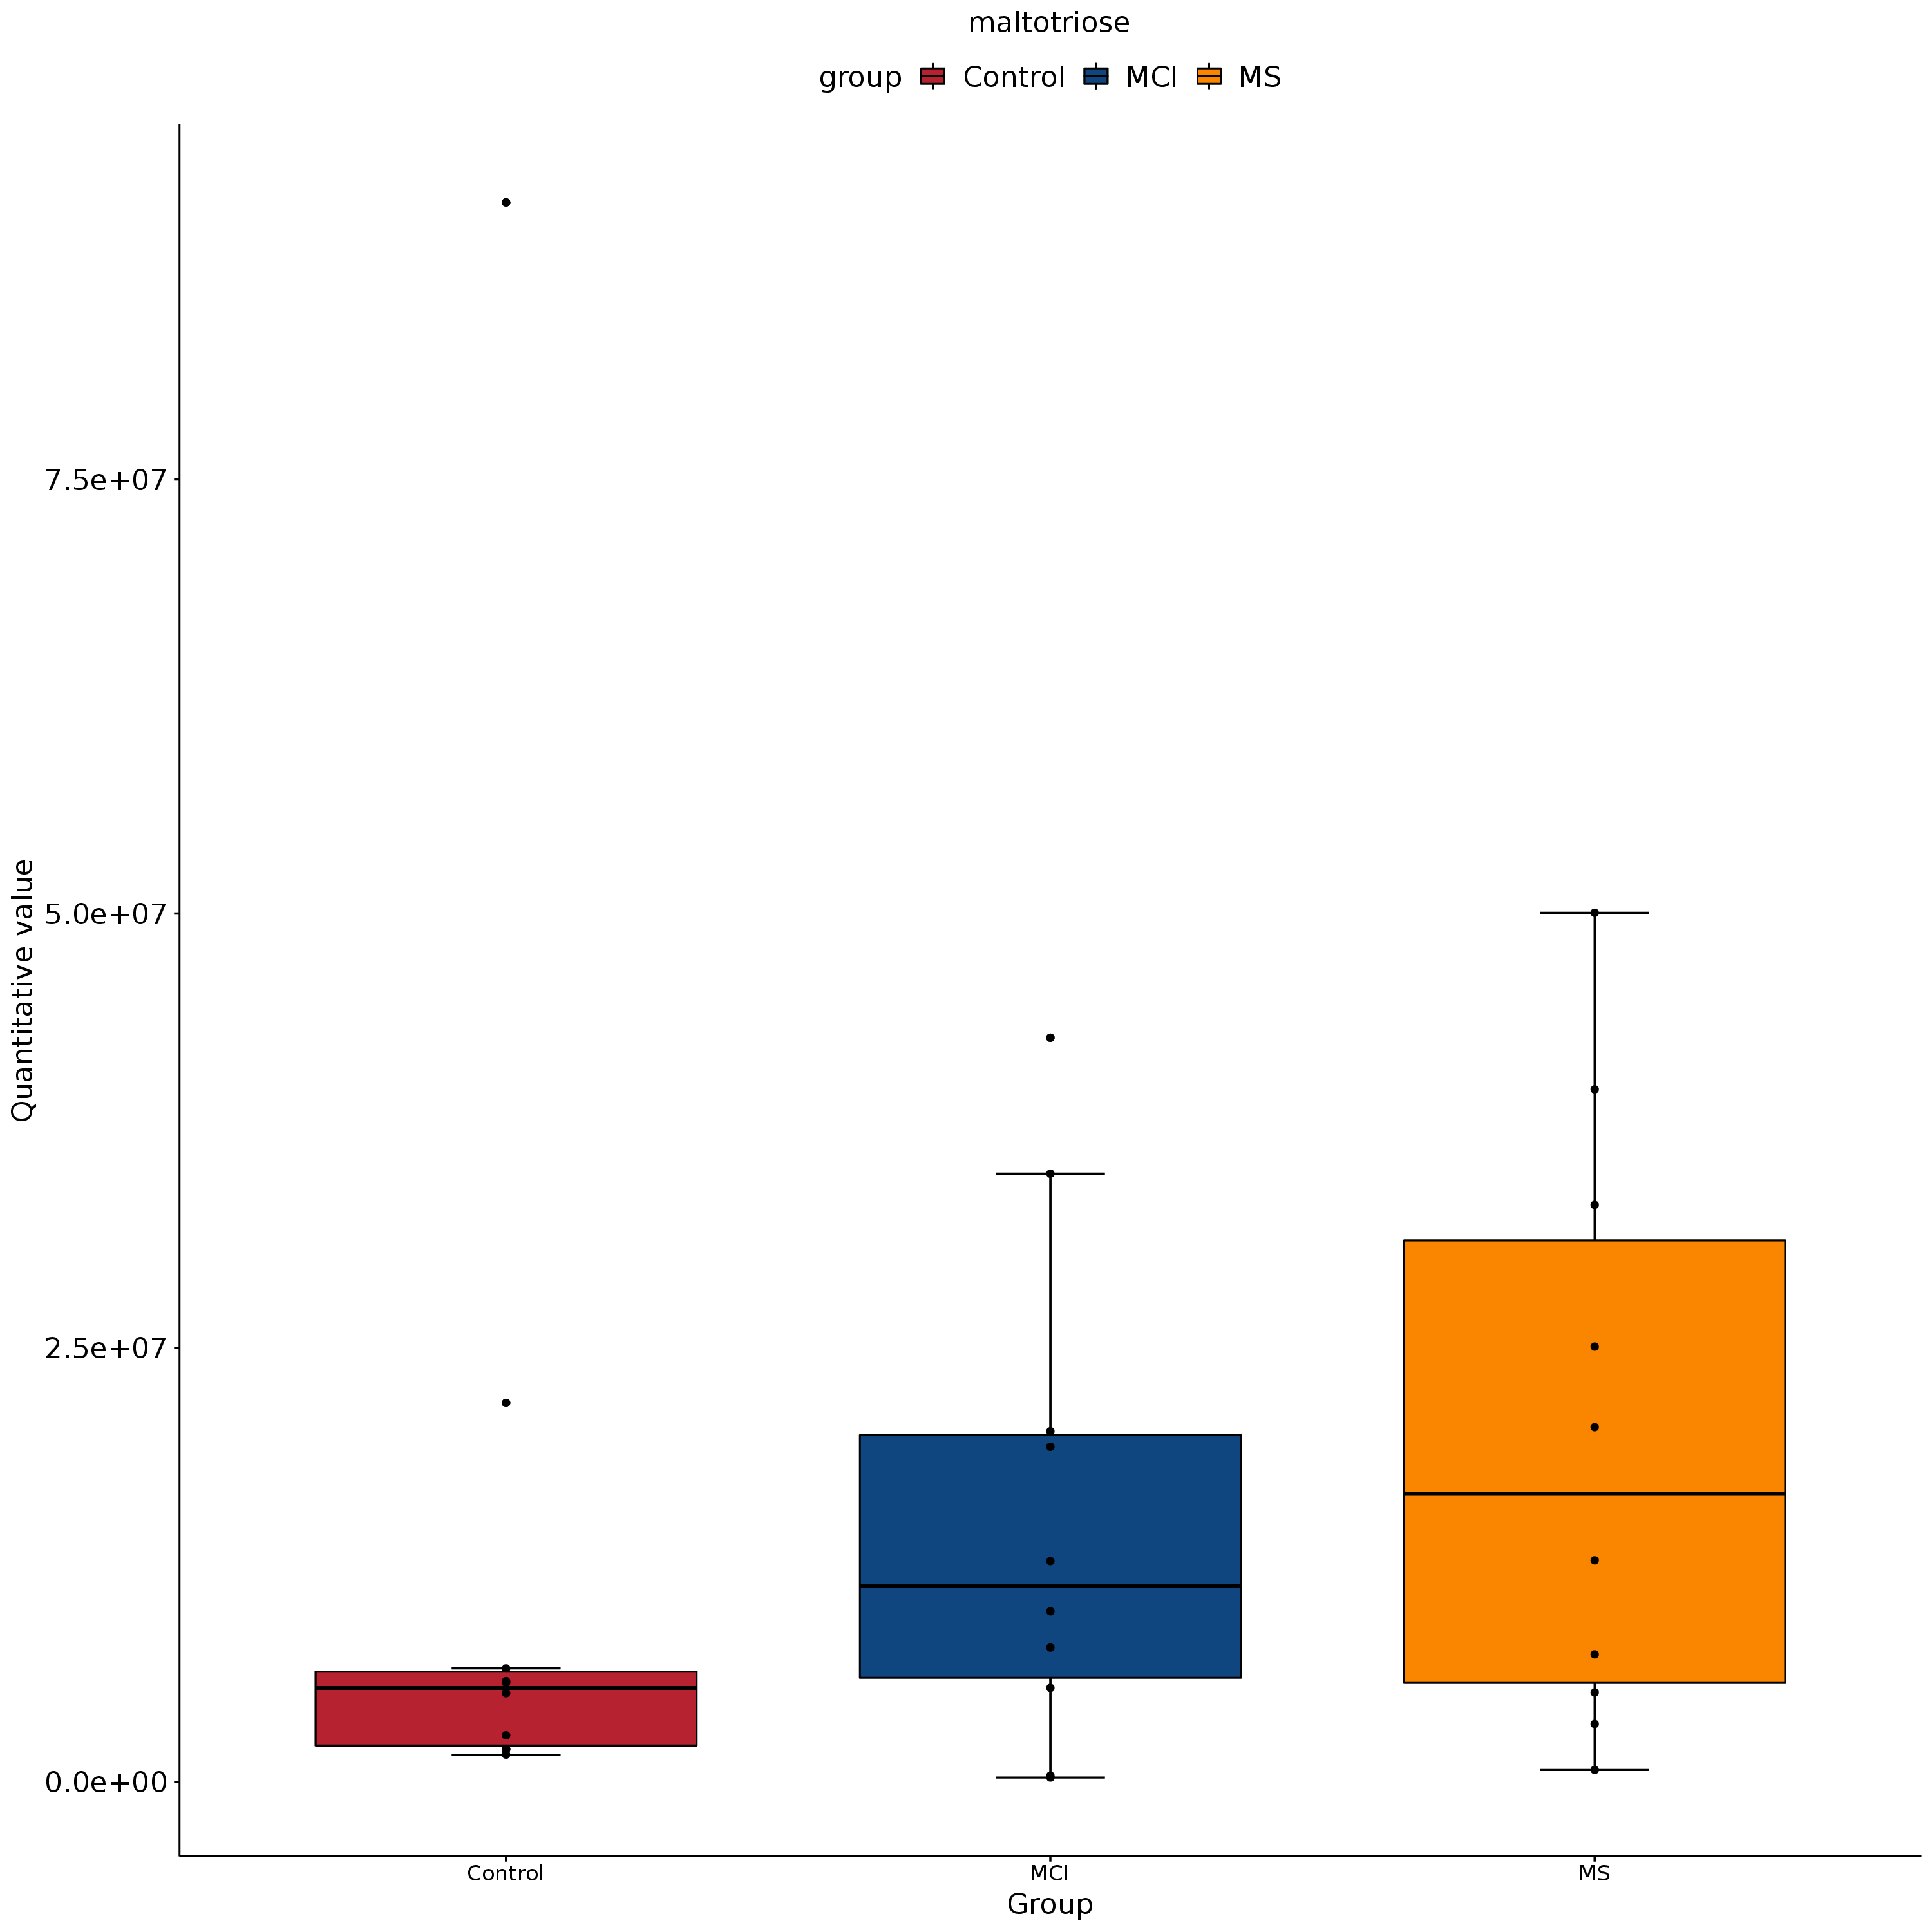 maltotriose
group Control MCI MS
7.5e+07
5.0e+07
2.5e+07
0.0e+00
Quantitative value
Control MCI MS
Group